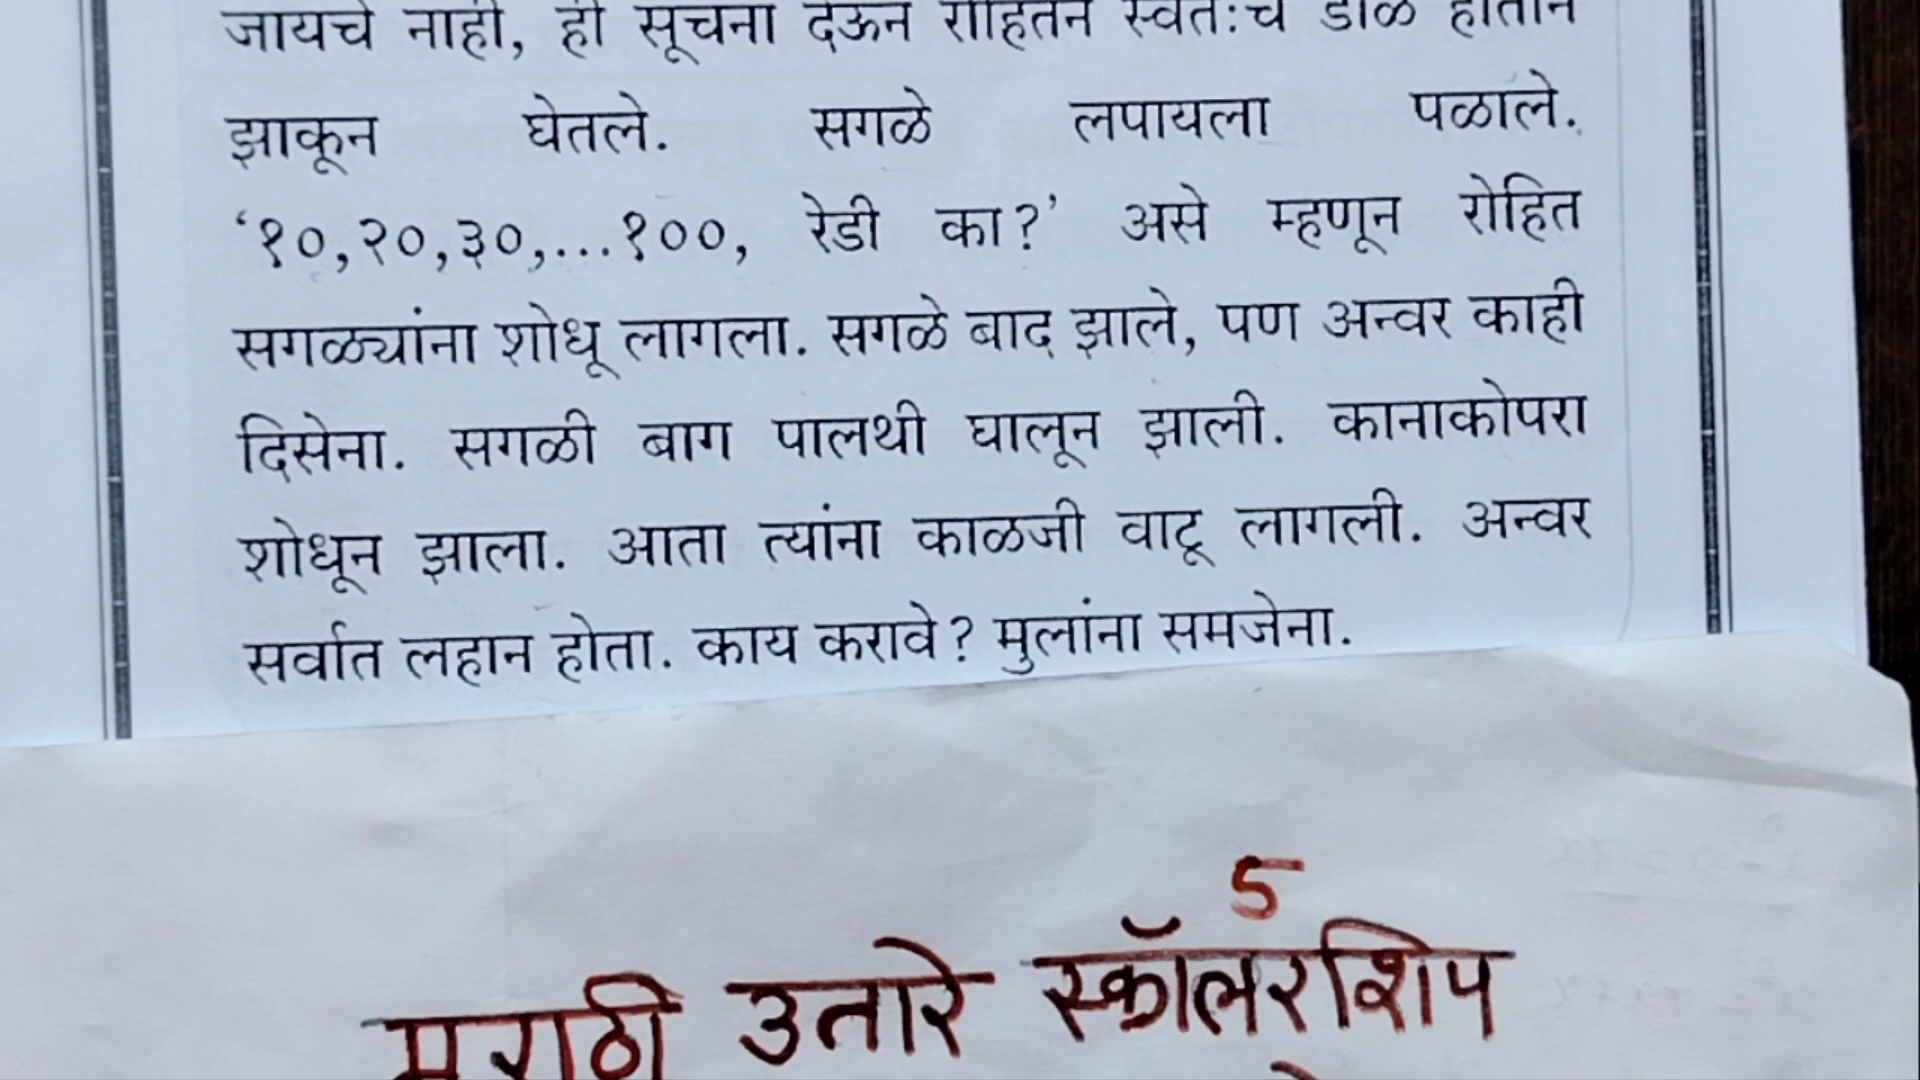 जायचे नाही, ही सूचना देऊन रोहितने स्वतःचे डोळे हाताने
झाकून घेतले. सगळे लपायला पळाले.
‘१०,२०,३०,...१००, रेडी का?’ असे म्हणून रोहित
सगळ्यांना शोधू लागला. सगळे बाद झाले, पण अन्वर काही
दिसेना. सगळी बाग पालथी घालून झाली. कानाकोपरा
शोधून झाला. आता त्यांना काळजी वाटू लागली. अन्वर
सर्वात लहान होता. काय करावे? मुलांना समजेना.
5
मराठी उतारे स्कॉलरशिप